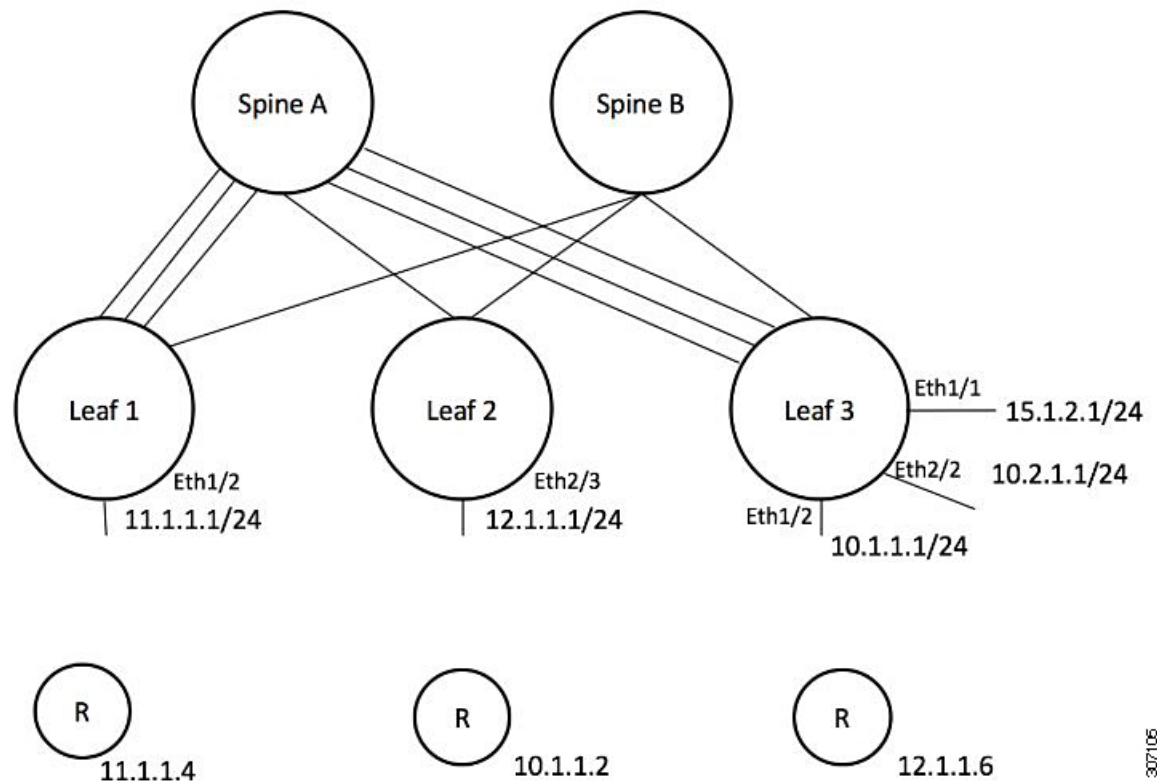 Spine A
Spine B
Leaf 1
Leaf 2
Leaf 3
Eth1/1
15.1.2.1/24
Eth2/2
10.2.1.1/24
Eth1/2
11.1.1.1/24
Eth2/3
12.1.1.1/24
Eth1/2
10.1.1.1/24
R
11.1.1.4
R
10.1.1.2
R
12.1.1.6
307105